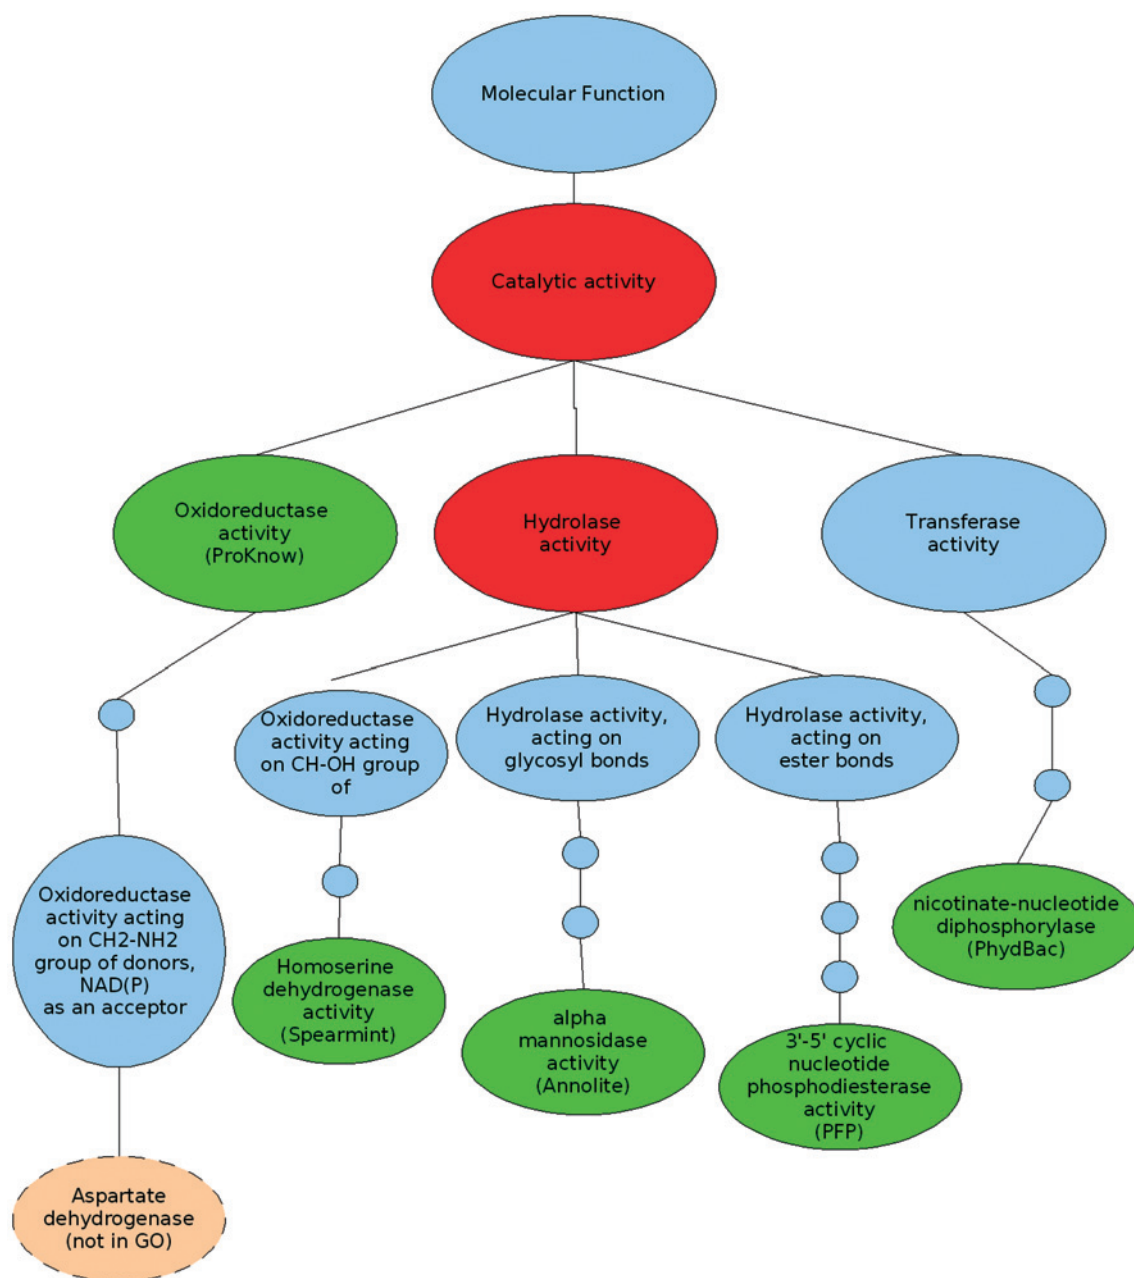 Molecular Function
Catalytic activity
Oxidoreductase
activity
(ProKnow)
Hydrolase
activity
Transferase
activity
Oxidoreductase
activity acting
on CH-OH group
of
Hydrolase activity,
acting on
glycosyl bonds
Hydrolase activity,
acting on
ester bonds
Oxidoreductase
activity acting
on CH2-NH2
group of donors,
NAD(P)
as an acceptor
Homoserine
dehydrogenase
activity
(Spearmint)
alpha
mannosidase
activity
(Annolite)
3'-5' cyclic
nucleotide
phosphodiesterase
activity
(PFP)
nicotinate-nucleotide
diphosphorylase
(PhydBac)
Aspartate
dehydrogenase
(not in GO)